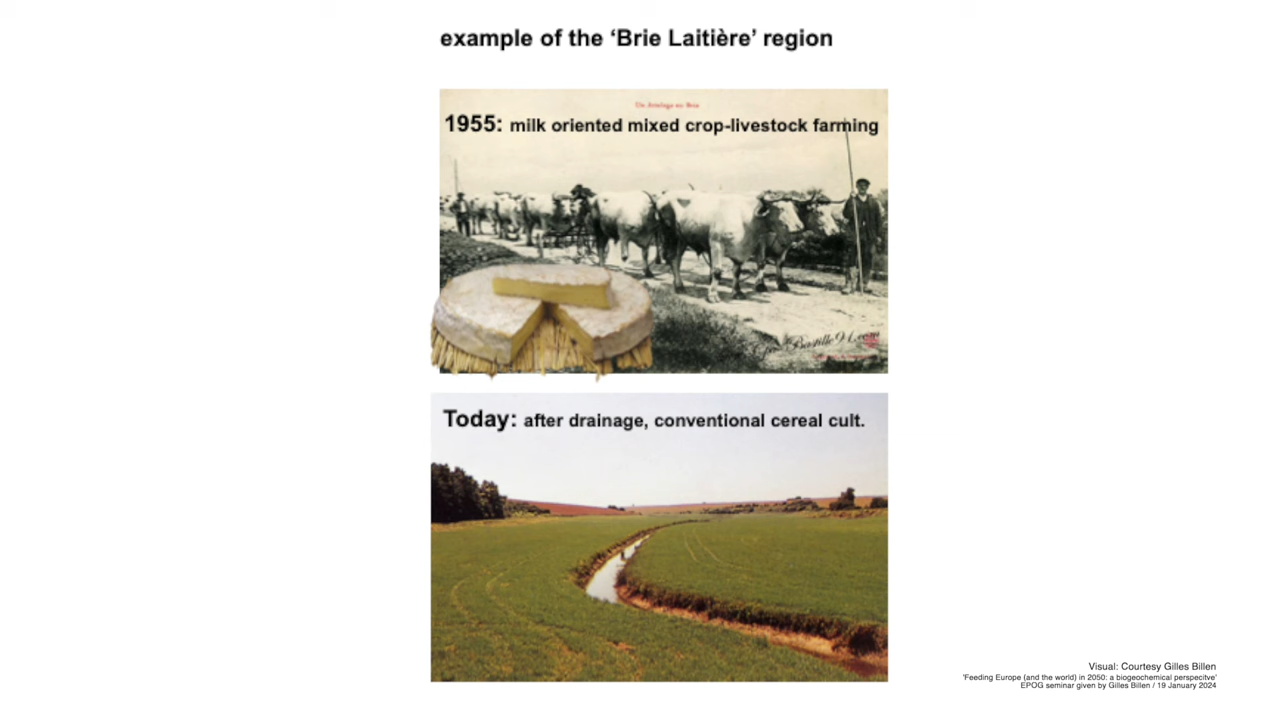 example of the ‘Brie Laitière’ region
1955: milk oriented mixed crop-livestock farming
Today: after drainage, conventional cereal cult.
Visual: Courtesy Gilles Billen
'Feeding Europe (and the world) in 2050: a biogeochemical perspecitve'
EPOG seminar given by Gilles Billen / 19 January 2024